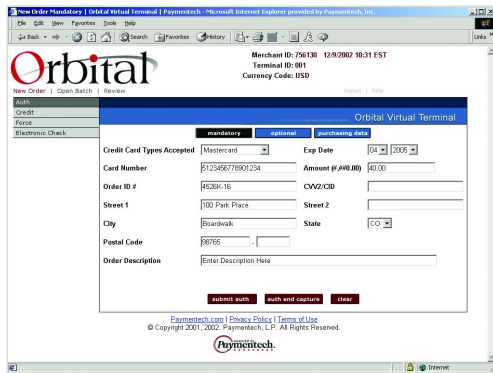 New Order Mandatory | Orbital Virtual Terminal | Paymentech - Microsoft Internet Explorer provided by Paymentech, Inc.
File Edit View Favorites Tools Help
Back Search Favorites History Links
Orbital
Merchant ID: 756130 12/9/2002 10:31 EST
Terminal ID: 001
Currency Code: USD
New Order | Open Batch | Review
logout | Help
Auth
Credit
Force
Electronic Check
Orbital Virtual Terminal
mandatory optional purchasing data
Credit Card Types Accepted Mastercard Exp Date 04 2005
Card Number 5123456778901234 Amount (#,##0.00) 40.00
Order ID # 4526K-16 CVV2/CID
Street 1 100 Park Place Street 2
City Boardwalk State CO
Postal Code 98765 -
Order Description Enter Description Here
submit auth auth and capture clear
Paymentech.com | Privacy Policy | Terms of Use
© Copyright 2001, 2002. Paymentech, L.P. All Rights Reserved.
Paymentech.
Internet